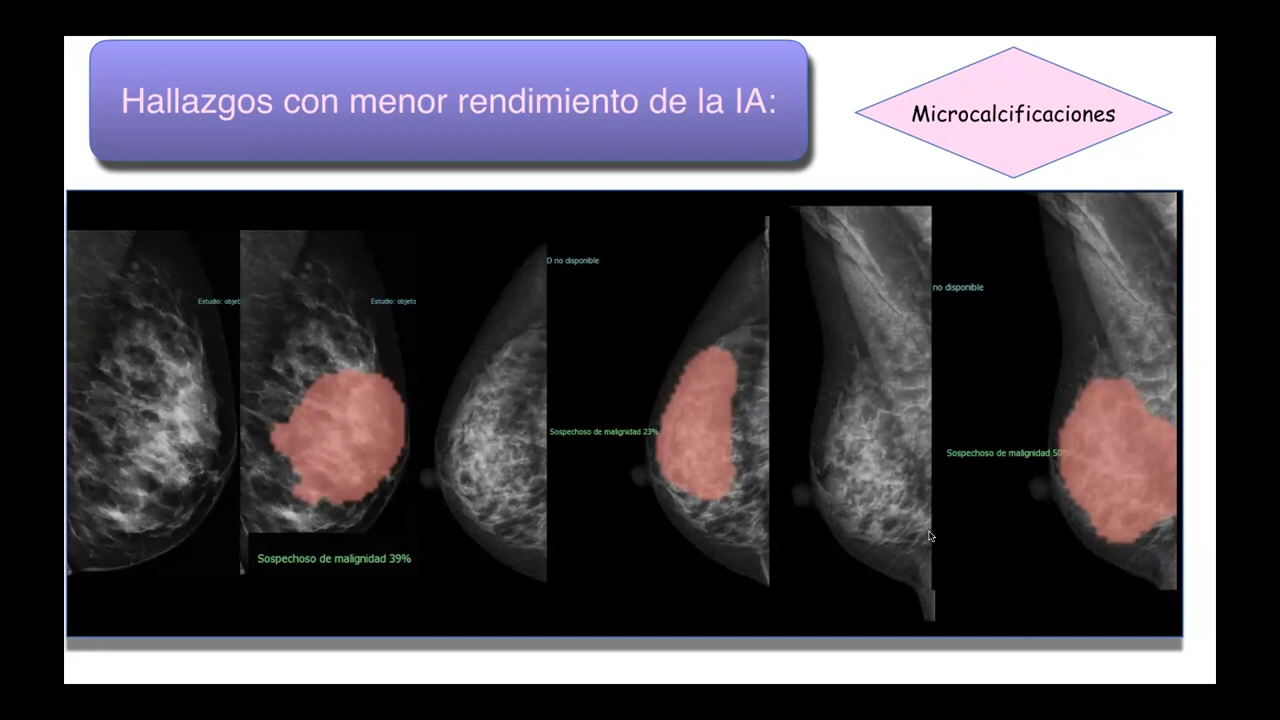 Hallazgos con menor rendimiento de la IA:
Microcalcificaciones
Estudio: objet
Estudio: objeto
D no disponible
no disponible
Sospechoso de malignidad 23%
Sospechoso de malignidad 50%
Sospechoso de malignidad 39%